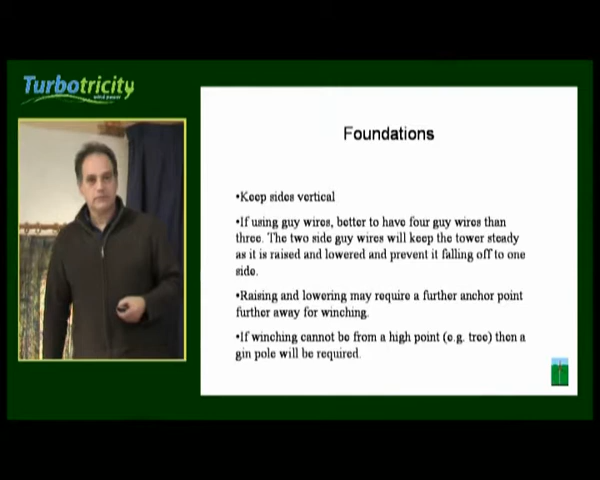 Turbotricity
wind power
Foundations
•Keep sides vertical
•If using guy wires, better to have four guy wires than
three. The two side guy wires will keep the tower steady
as it is raised and lowered and prevent it falling off to one
side.
•Raising and lowering may require a further anchor point
further away for winching.
•If winching cannot be from a high point (e.g. tree) then a
gin pole will be required.